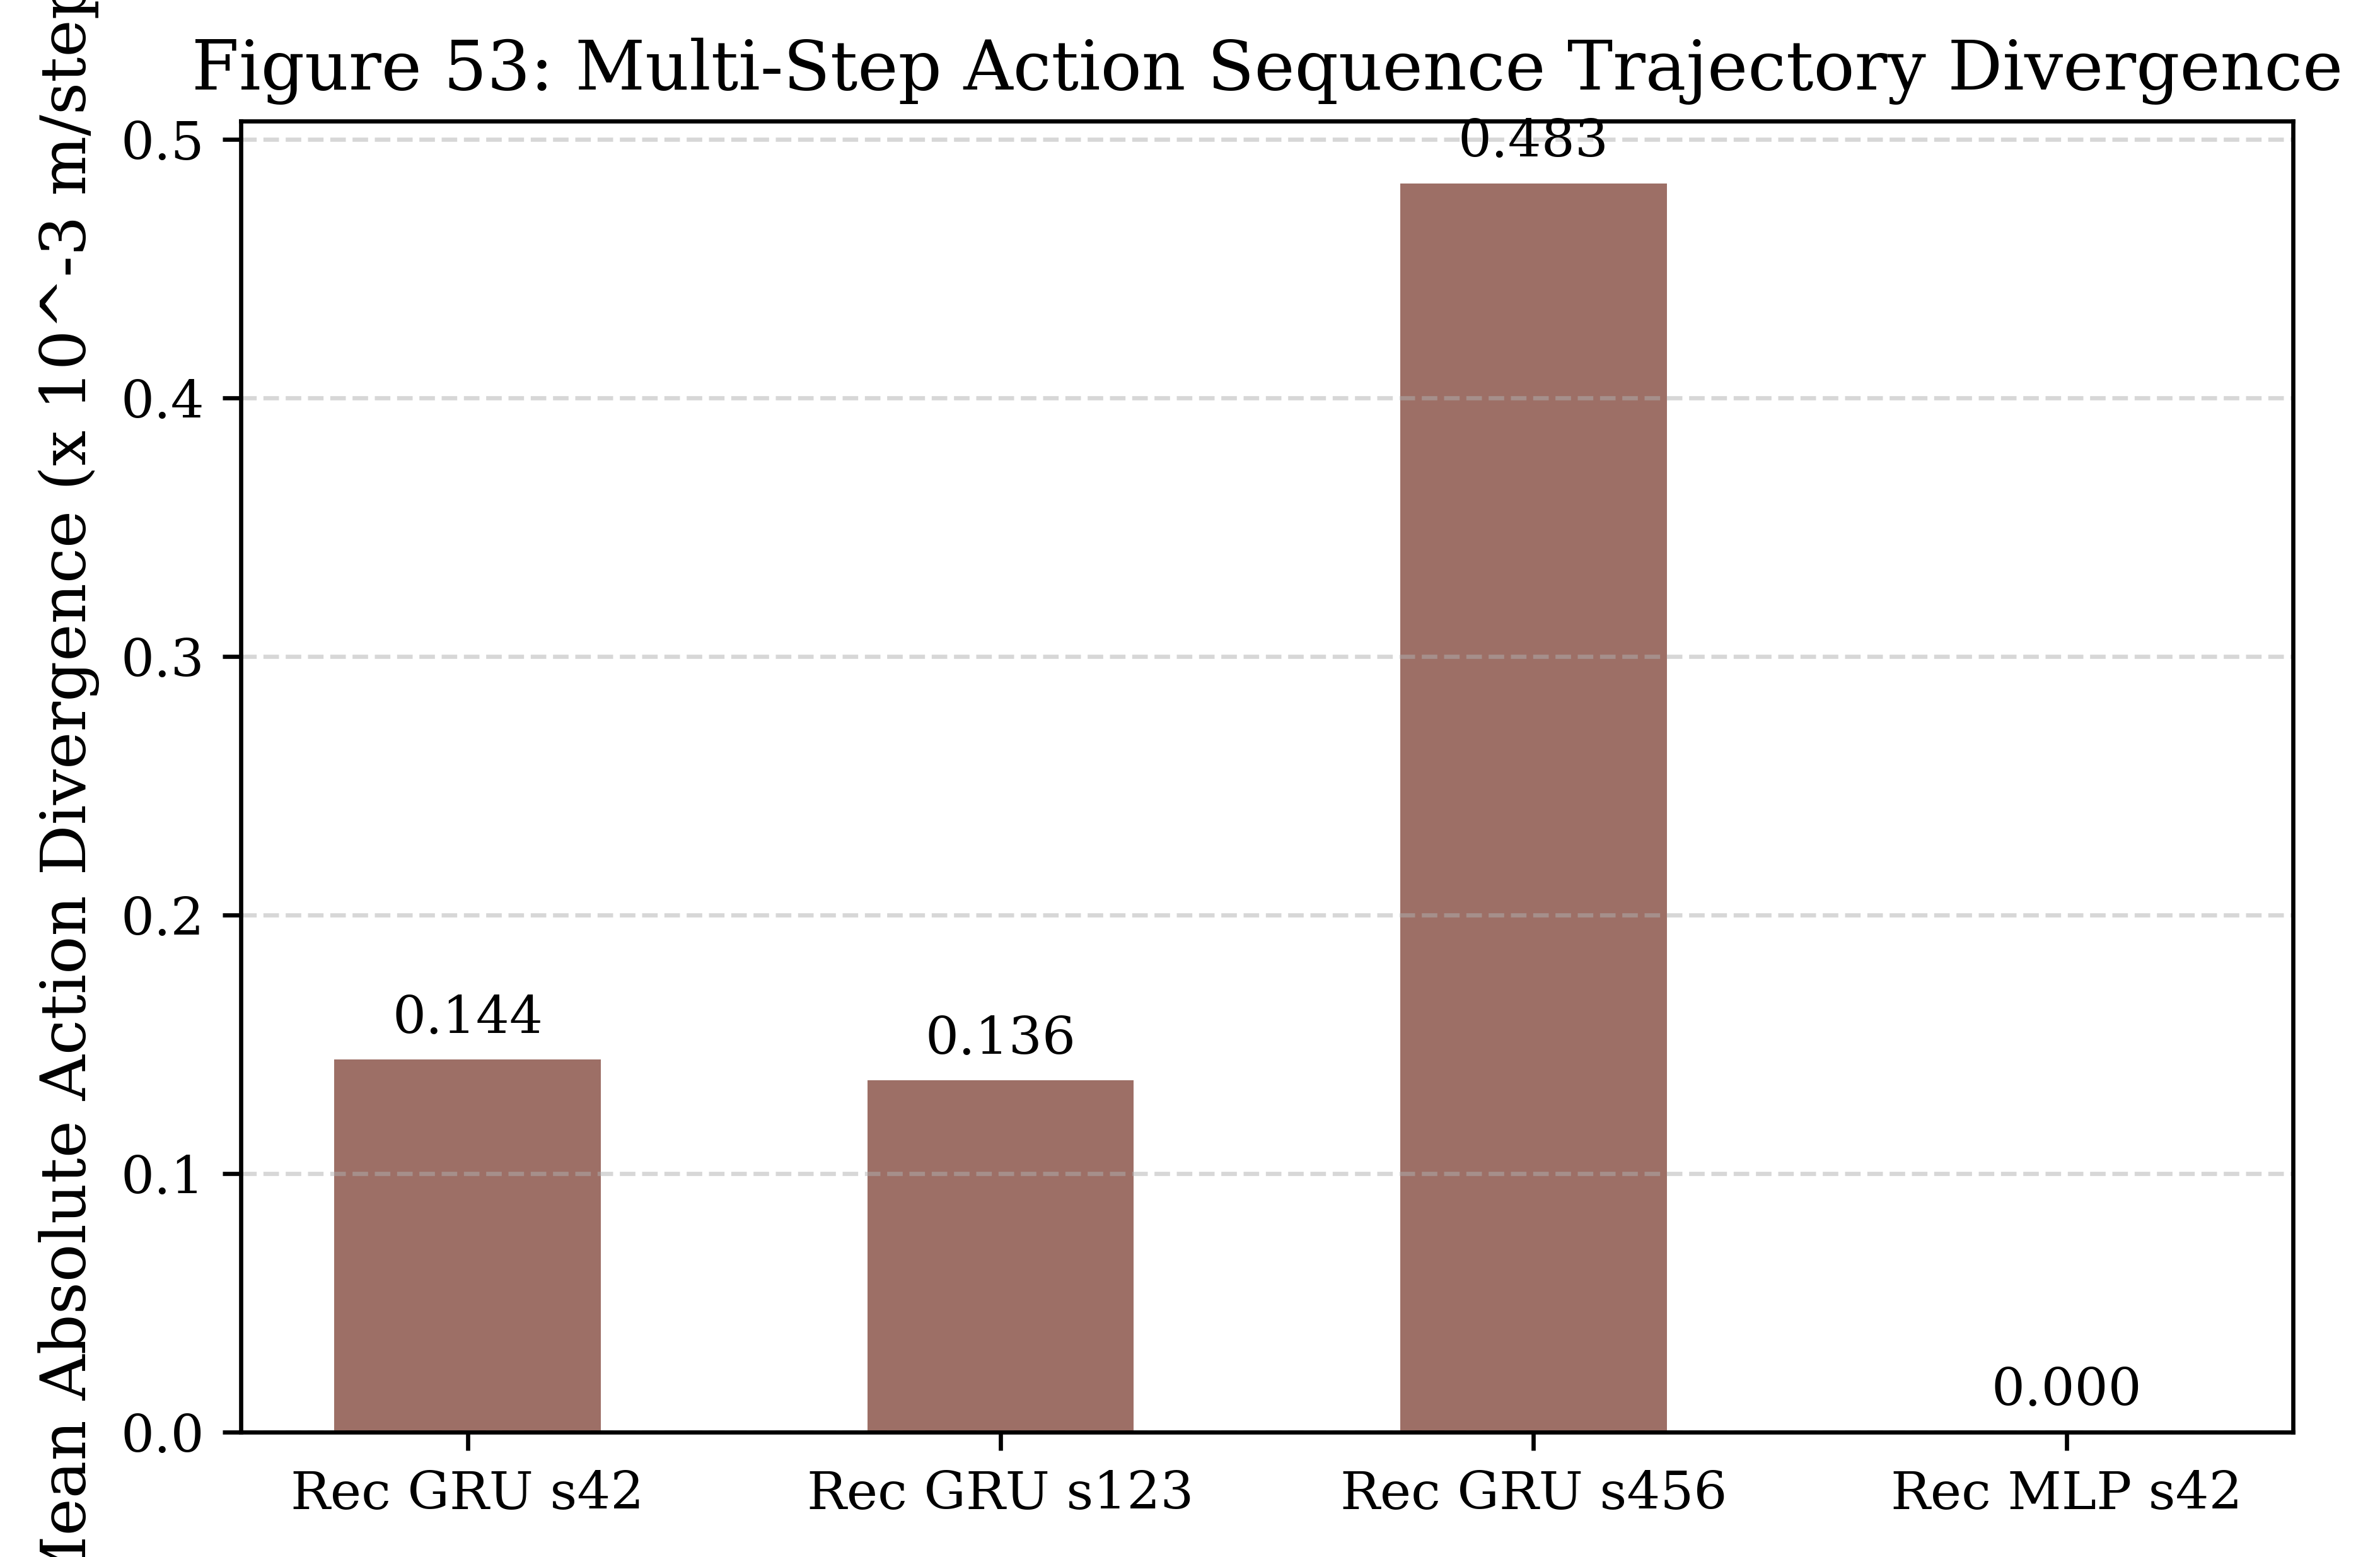 Figure 53: Multi-Step Action Sequence Trajectory Divergence
Mean Absolute Action Divergence (x 10^-3 m/step
0.5
0.4
0.3
0.2
0.1
0.0
0.144
0.136
0.483
0.000
Rec GRU s42
Rec GRU s123
Rec GRU s456
Rec MLP s42